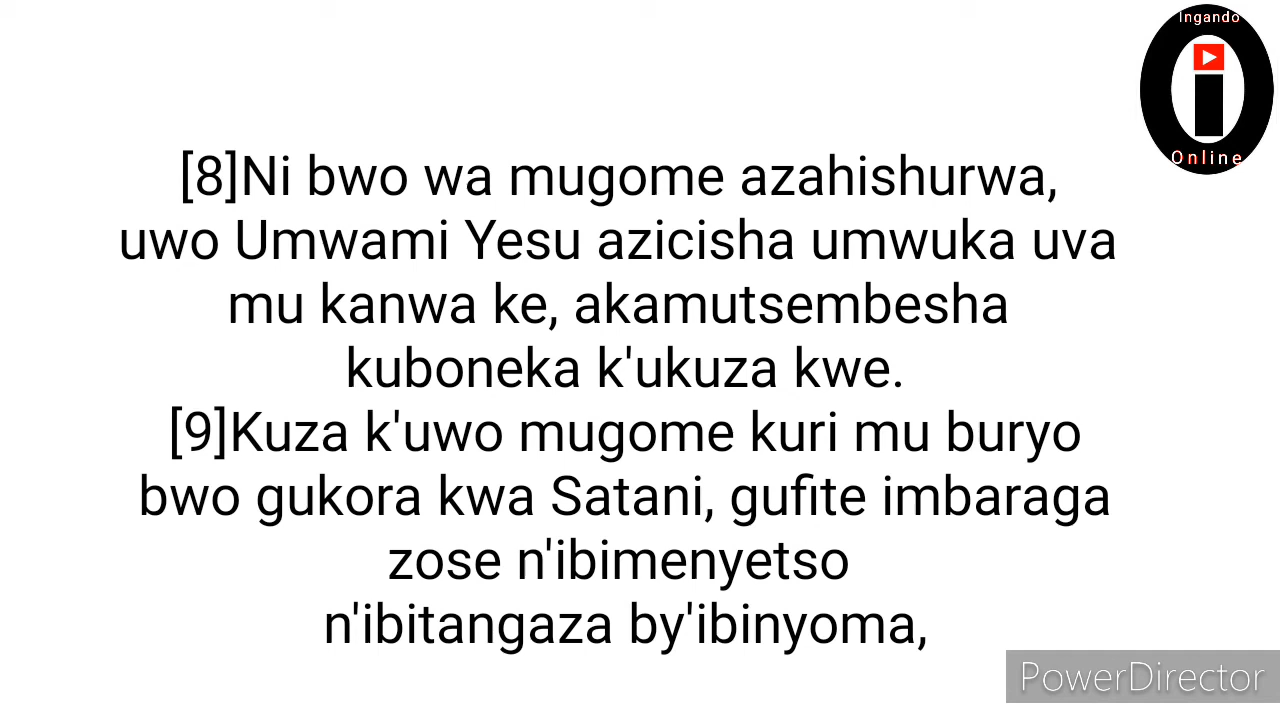 Ingando
Online
[8]Ni bwo wa mugome azahishurwa,
uwo Umwami Yesu azicisha umwuka uva
mu kanwa ke, akamutsembesha
kuboneka k'ukuza kwe.
[9]Kuza k'uwo mugome kuri mu buryo
bwo gukora kwa Satani, gufite imbaraga
zose n'ibimenyetso
n'ibitangaza by'ibinyoma,
PowerDirector